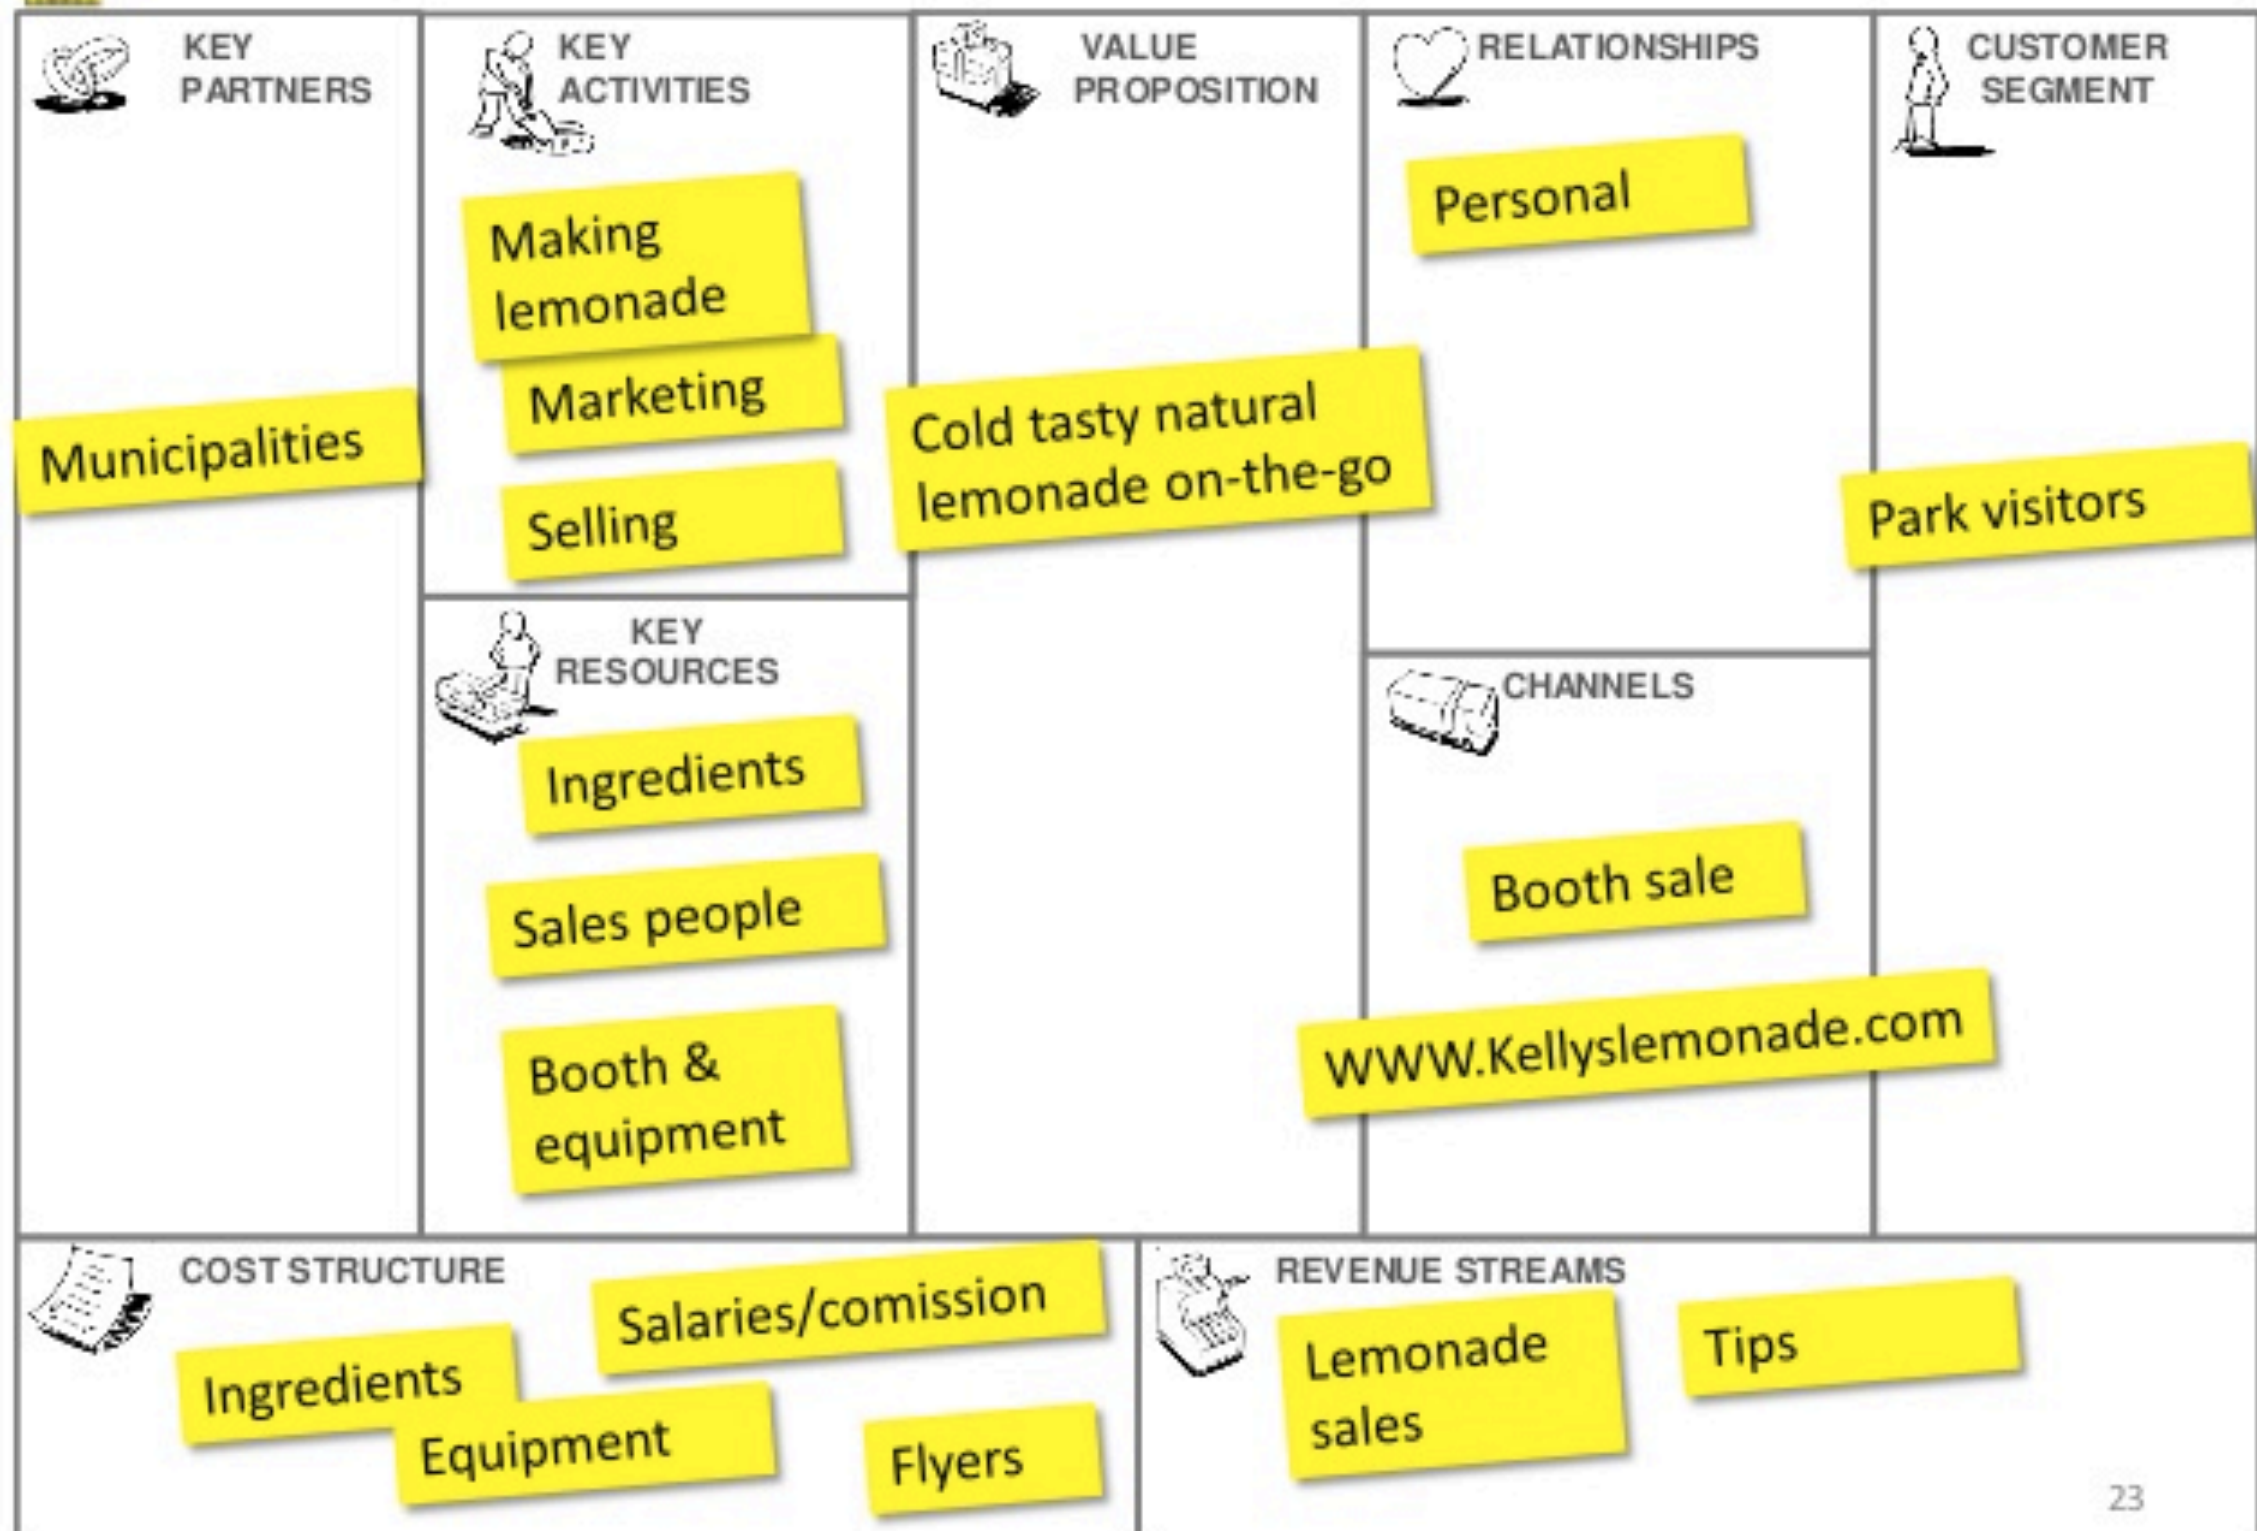 KEY
PARTNERS
Municipalities
KEY
ACTIVITIES
Making
lemonade
Marketing
Selling
KEY
RESOURCES
Ingredients
Sales people
Booth &
equipment
VALUE
PROPOSITION
Cold tasty natural
lemonade on-the-go
RELATIONSHIPS
Personal
CHANNELS
Booth sale
WWW.Kellyslemonade.com
CUSTOMER
SEGMENT
Park visitors
COST STRUCTURE
Salaries/comission
Ingredients
Equipment
Flyers
REVENUE STREAMS
Lemonade
sales
Tips
23